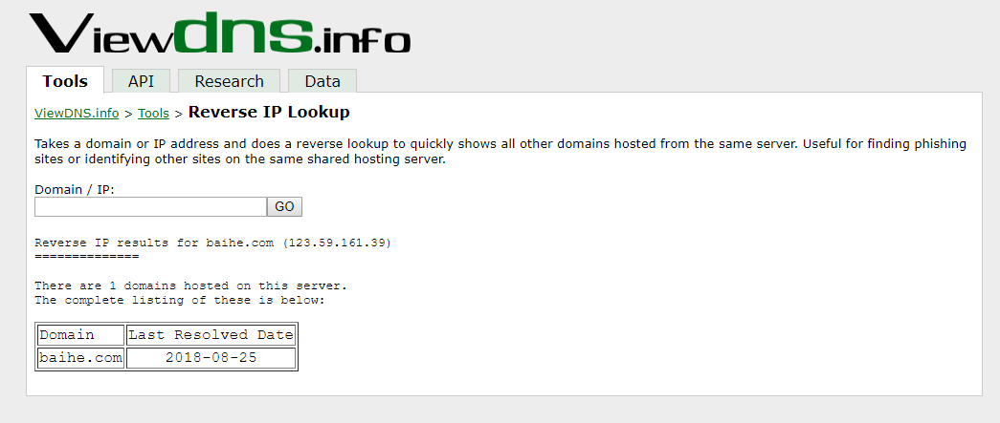 Viewdns.info
Tools API Research Data
ViewDNS.info > Tools > Reverse IP Lookup
Takes a domain or IP address and does a reverse lookup to quickly shows all other domains hosted from the same server. Useful for finding phishing
sites or identifying other sites on the same shared hosting server.
Domain / IP:
GO
Reverse IP results for baihe.com (123.59.161.39)
==============
There are 1 domains hosted on this server.
The complete listing of these is below:
Domain Last Resolved Date
baihe.com 2018-08-25